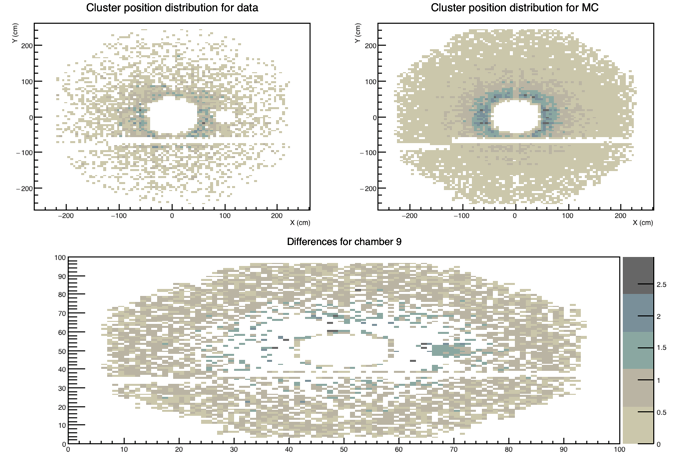 Cluster position distribution for data
Y (cm)
200
100
0
−100
−200
−200 −100 0 100 200
X (cm)
Cluster position distribution for MC
Y (cm)
200
100
0
−100
−200
−200 −100 0 100 200
X (cm)
Differences for chamber 9
100
90
80
70
60
50
40
30
20
10
0
0 10 20 30 40 50 60 70 80 90 100
2.5
2
1.5
1
0.5
0